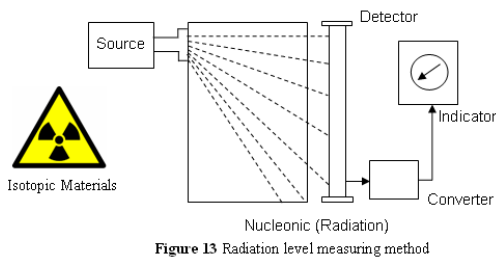 Detector
Source
Indicator
Isotopic Materials
Converter
Nucleonic (Radiation)
Figure 13 Radiation level measuring method